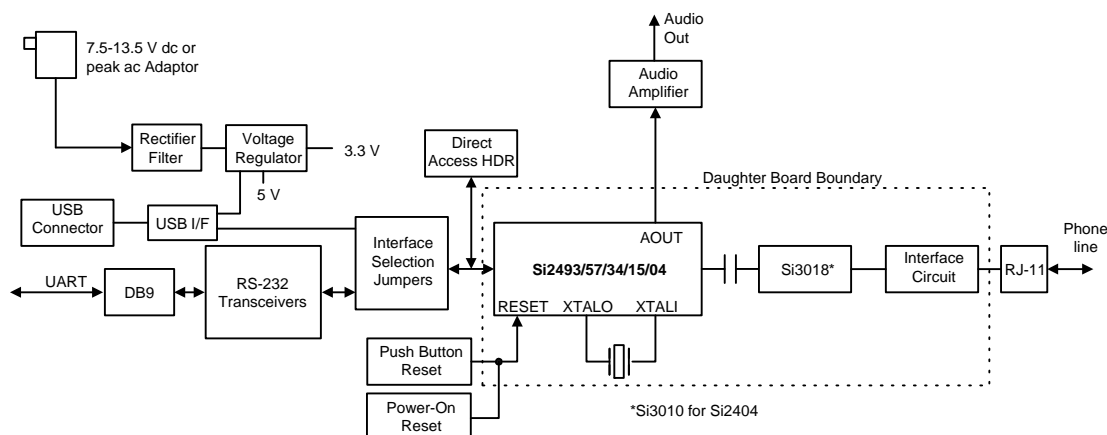 Audio
Out
7.5-13.5 V dc or
peak ac Adaptor
Audio
Amplifier
Rectifier
Filter
Voltage
Regulator
3.3 V
Direct
Access HDR
5 V
Daughter Board Boundary
USB
Connector
USB I/F
Interface
Selection
Jumpers
AOUT
Si2493/57/34/15/04
Si3018*
Interface
Circuit
RJ-11
Phone
line
UART
DB9
RS-232
Transceivers
RESET XTALO XTALI
Push Button
Reset
Power-On
Reset
*Si3010 for Si2404